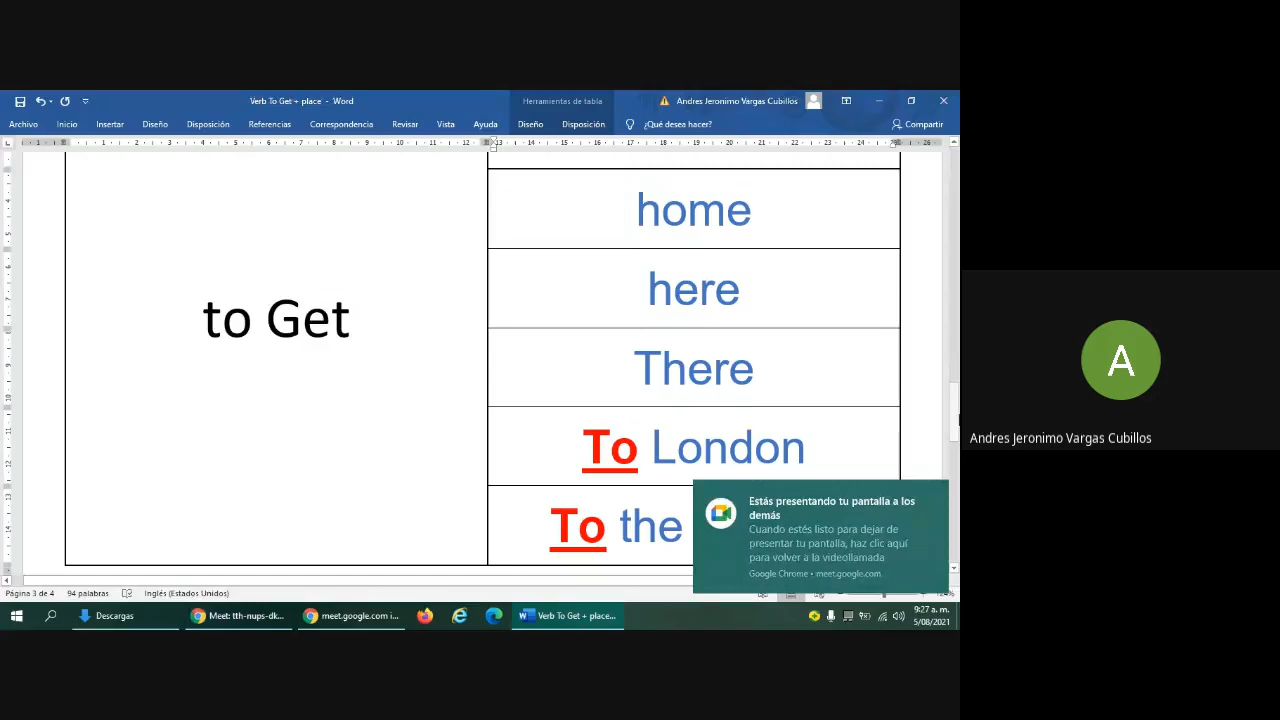 Verb To Get + place - Word
Herramientas de tabla
Andres Jeronimo Vargas Cubillos
Archivo Inicio Insertar Diseño Disposición Referencias Correspondencia Revisar Vista Ayuda Diseño Disposición ¿Qué desea hacer? Compartir
home
here
to Get
There
To London
To the
Estás presentando tu pantalla a los
demás
Cuando estés listo para dejar de
presentar tu pantalla, haz clic aquí
para volver a la videollamada
Google Chrome • meet.google.com
Página 3 de 4 94 palabras Inglés (Estados Unidos)
Descargas
Meet: tth-nups-dk...
meet.google.com i...
Verb To Get + place...
9:27 a. m.
5/08/2021
A
Andres Jeronimo Vargas Cubillos